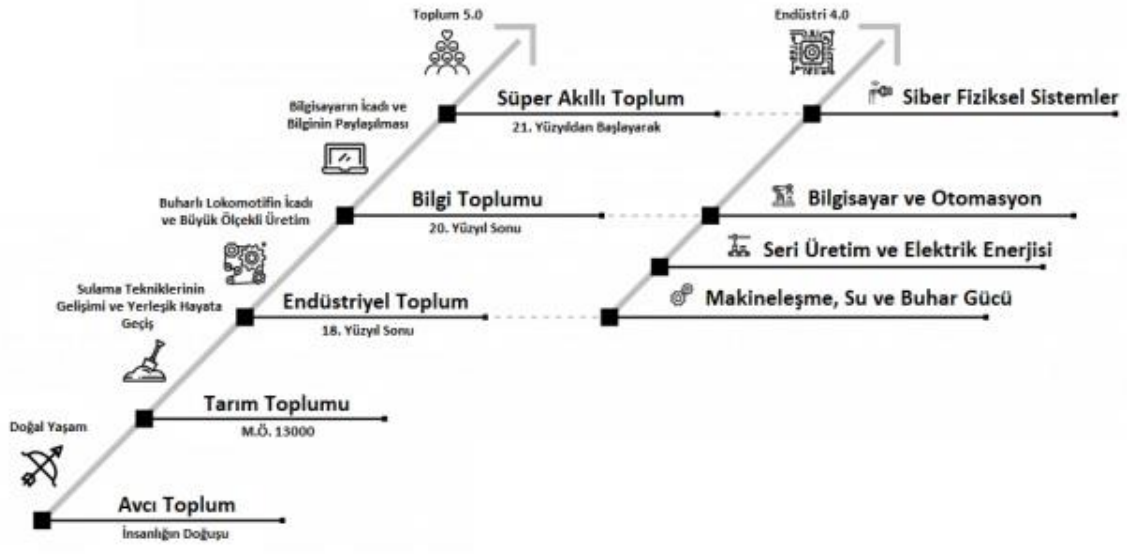 Toplum 5.0
Endüstri 4.0
Süper Akıllı Toplum
21. Yüzyıldan Başlayarak
Siber Fiziksel Sistemler
Bilgisayarın İcadı ve
Bilginin Paylaşılması
Bilgi Toplumu
20. Yüzyıl Sonu
Bilgisayar ve Otomasyon
Buharlı Lokomotifin İcadı
ve Büyük Ölçekli Üretim
Seri Üretim ve Elektrik Enerjisi
Sulama Tekniklerinin
Gelişimi ve Yerleşik Hayata
Geçiş
Endüstriyel Toplum
18. Yüzyıl Sonu
Makineleşme, Su ve Buhar Gücü
Tarım Toplumu
M.Ö. 13000
Doğal Yaşam
Avcı Toplum
İnsanlığın Doğuşu